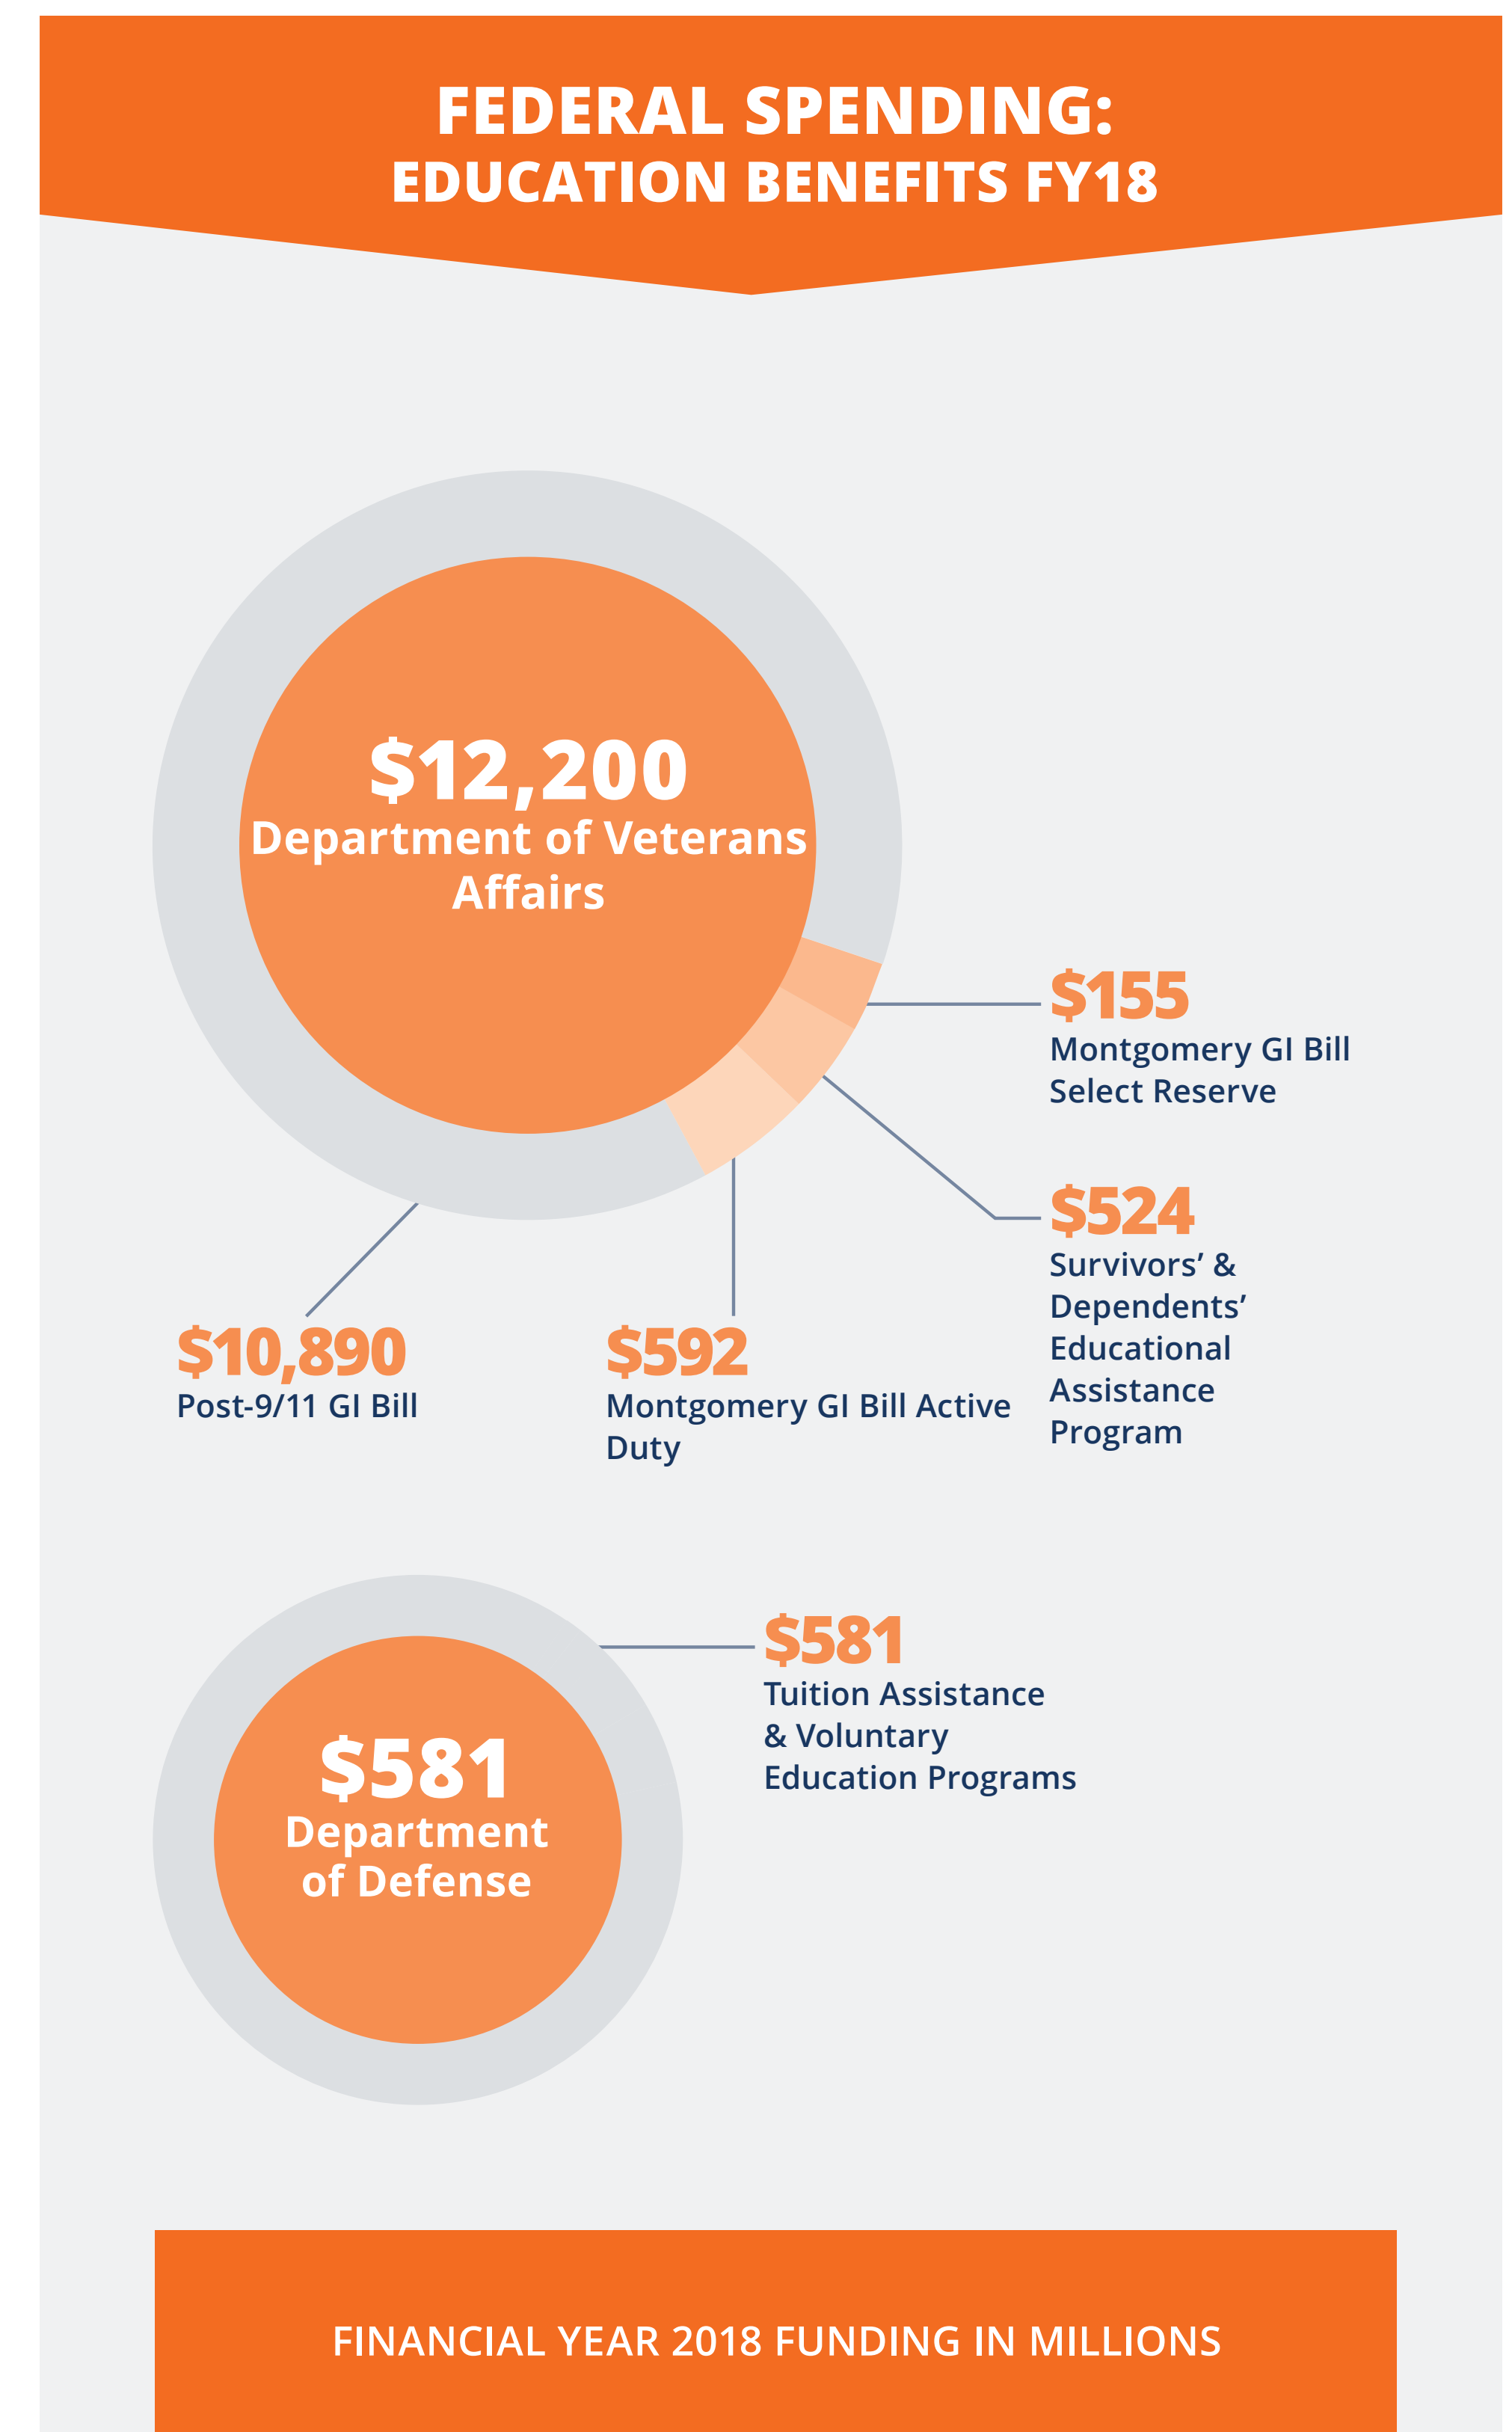 FEDERAL SPENDING:
EDUCATION BENEFITS FY18
$12,200
Department of Veterans
Affairs
$155
Montgomery GI Bill
Select Reserve
$524
Survivors’ &
Dependents’
Educational
Assistance
Program
$10,890
Post-9/11 GI Bill
$592
Montgomery GI Bill Active
Duty
$581
Tuition Assistance
& Voluntary
Education Programs
$581
Department
of Defense
FINANCIAL YEAR 2018 FUNDING IN MILLIONS